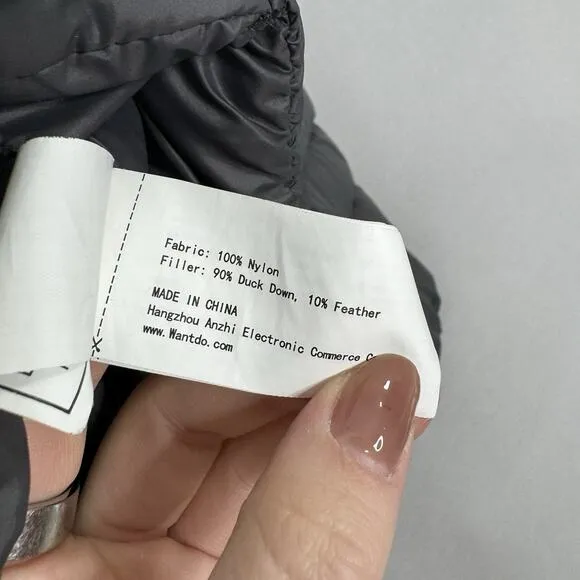 Fabric: 100% Nylon
Filler: 90% Duck Down, 10% Feather
MADE IN CHINA
Hangzhou Anzhi Electronic Commerce C
www.Wantdo.com